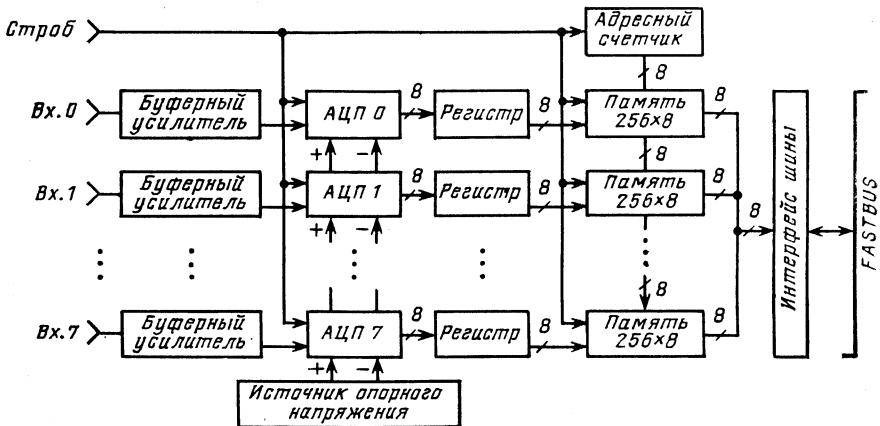 Строб
Адресный
счетчик
8
Вх.0
Буферный
усилитель
АЦП 0
8
Регистр
8
Память
256×8
8
+
−
8
Вх.1
Буферный
усилитель
АЦП 1
8
Регистр
8
Память
256×8
8
+
−
8
Интерфейс шины
FASTBUS
8
Вх.7
Буферный
усилитель
АЦП 7
8
Регистр
8
Память
256×8
8
+
−
Источник опорного
напряжения